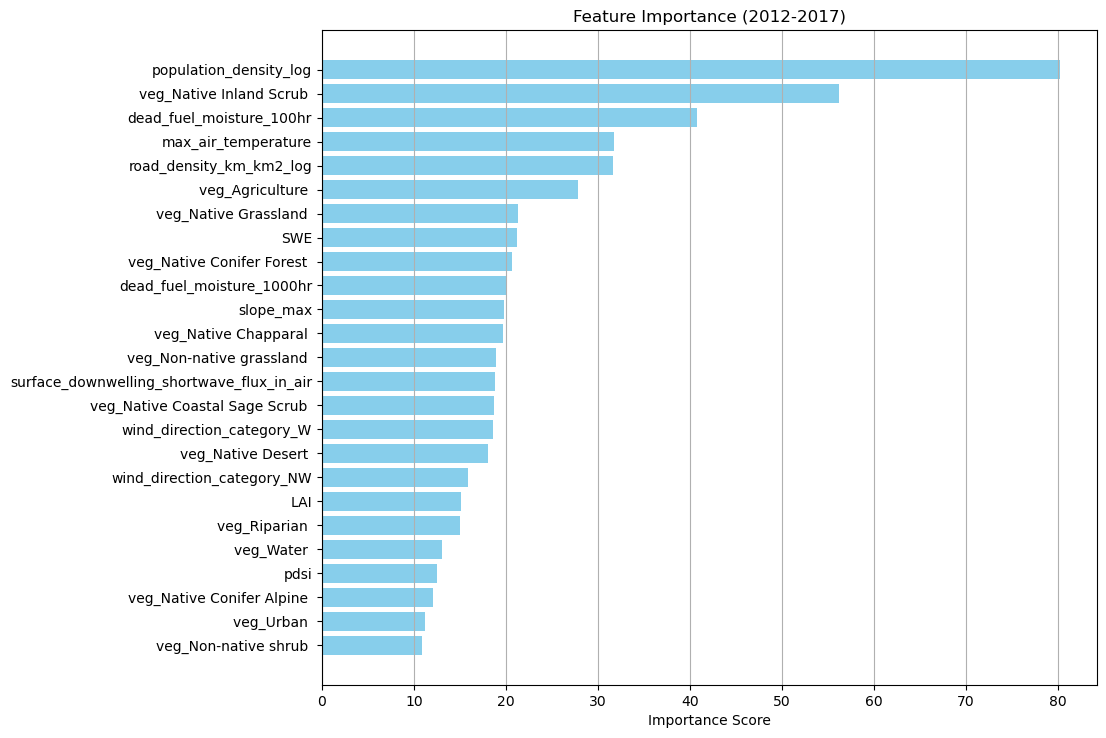 Feature Importance (2012-2017)
population_density_log
veg_Native Inland Scrub
dead_fuel_moisture_100hr
max_air_temperature
road_density_km_km2_log
veg_Agriculture
veg_Native Grassland
SWE
veg_Native Conifer Forest
dead_fuel_moisture_1000hr
slope_max
veg_Native Chapparal
veg_Non-native grassland
surface_downwelling_shortwave_flux_in_air
veg_Native Coastal Sage Scrub
wind_direction_category_W
veg_Native Desert
wind_direction_category_NW
LAI
veg_Riparian
veg_Water
pdsi
veg_Native Conifer Alpine
veg_Urban
veg_Non-native shrub
0 10 20 30 40 50 60 70 80
Importance Score